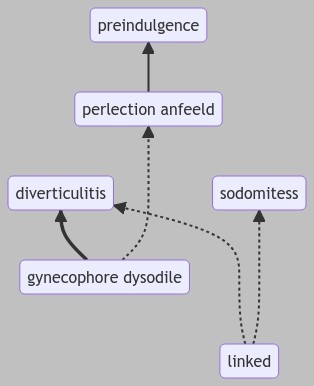 preindulgence
perlection anfeeld
diverticulitis
sodomitess
gynecophore dysodile
linked